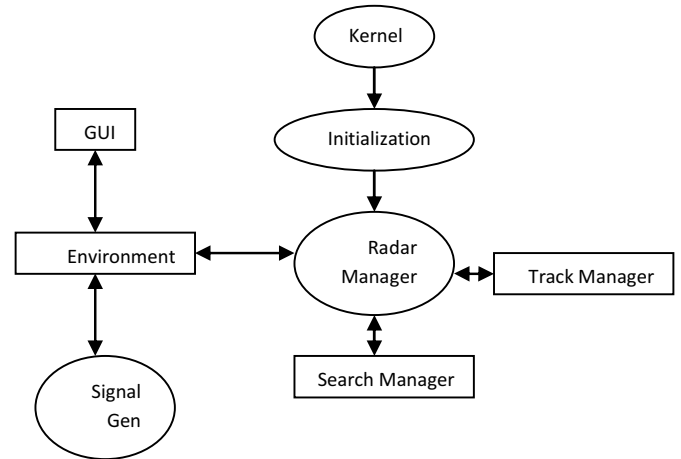 Kernel
GUI
Initialization
Environment
Radar
Manager
Track Manager
Search Manager
Signal
Gen